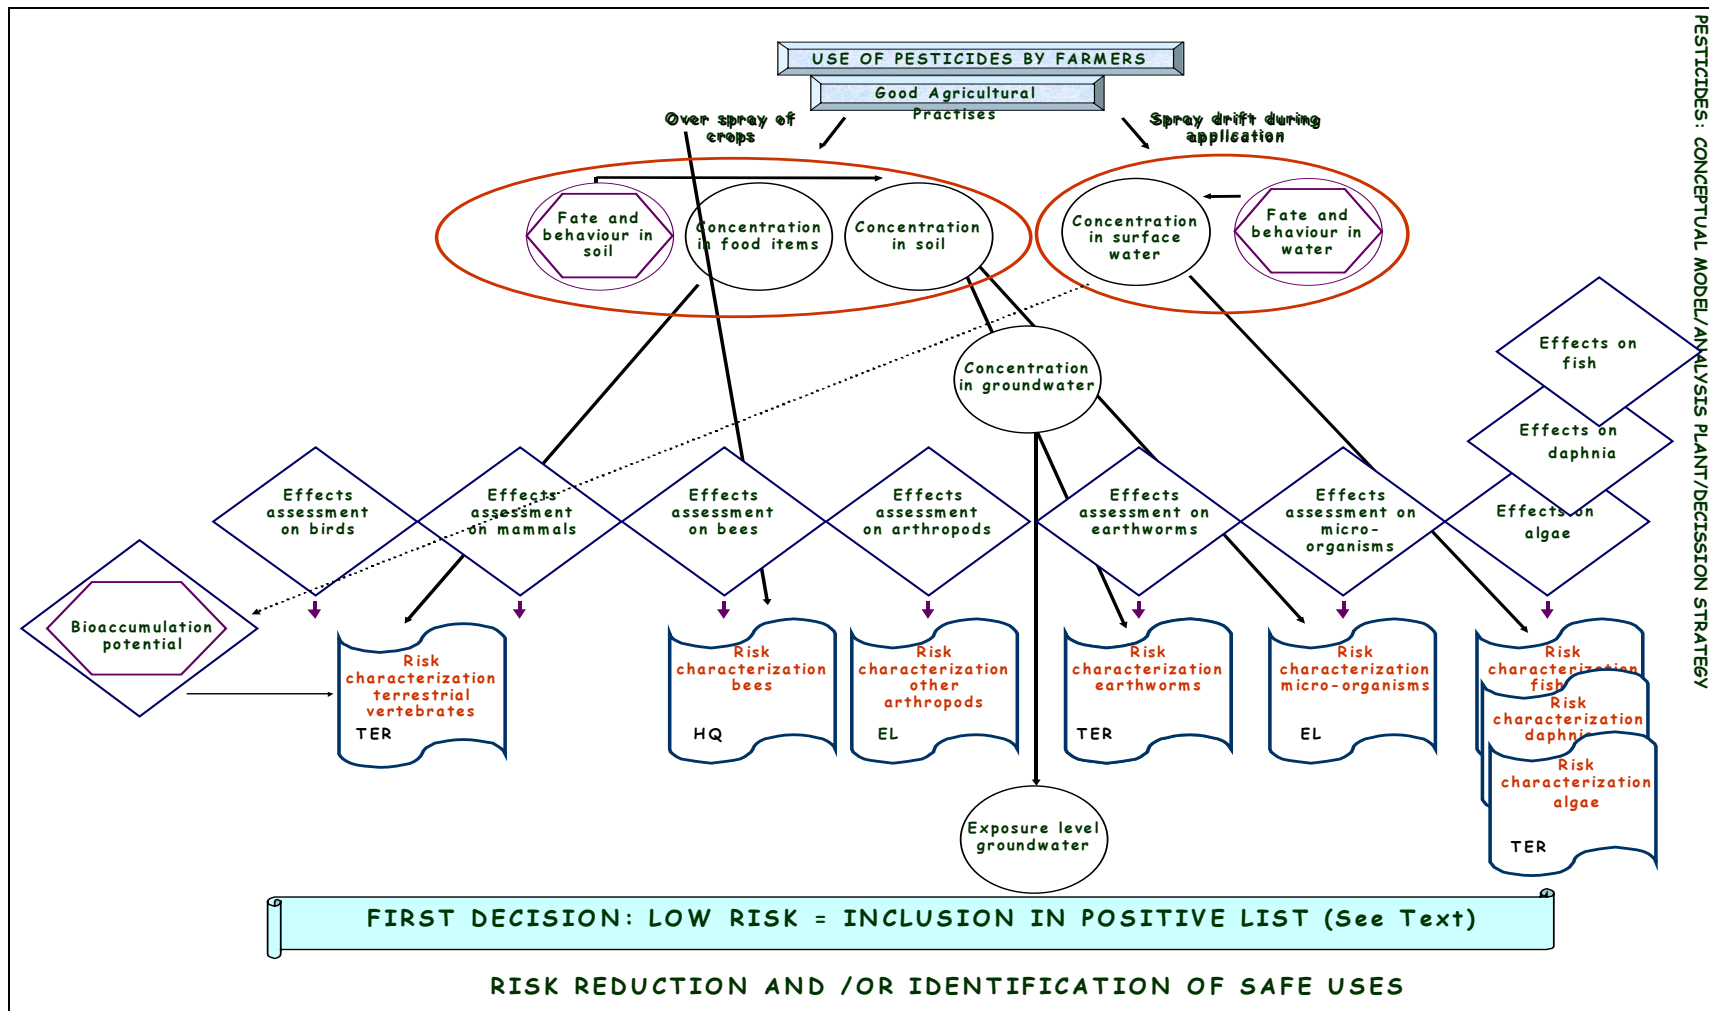 USE OF PESTICIDES BY FARMERS
Good Agricultural
Practises
Over spray of
crops
Spray drift during
application
Fate and
behaviour in
soil
Concentration
in food items
Concentration
in soil
Concentration
in surface
water
Fate and
behaviour in
water
Concentration
in groundwater
Effects on
fish
Effects on
daphnia
Effects on
algae
Effects
assessment
on birds
Effects
assessment
on mammals
Effects
assessment
on bees
Effects
assessment
on arthropods
Effects
assessment on
earthworms
Effects
assessment on
micro-
organisms
Bioaccumulation
potential
Risk
characterization
terrestrial
vertebrates
TER
Risk
characterization
bees
HQ
Risk
characterization
other
arthropods
EL
Risk
characterization
earthworms
TER
Risk
characterization
micro-organisms
EL
Risk
characterization
fish
Risk
characterization
daphnia
Risk
characterization
algae
TER
Exposure level
groundwater
FIRST DECISION: LOW RISK = INCLUSION IN POSITIVE LIST (See Text)
RISK REDUCTION AND /OR IDENTIFICATION OF SAFE USES
PESTICIDES: CONCEPTUAL MODEL/ANALYSIS PLANT/DECISSION STRATEGY